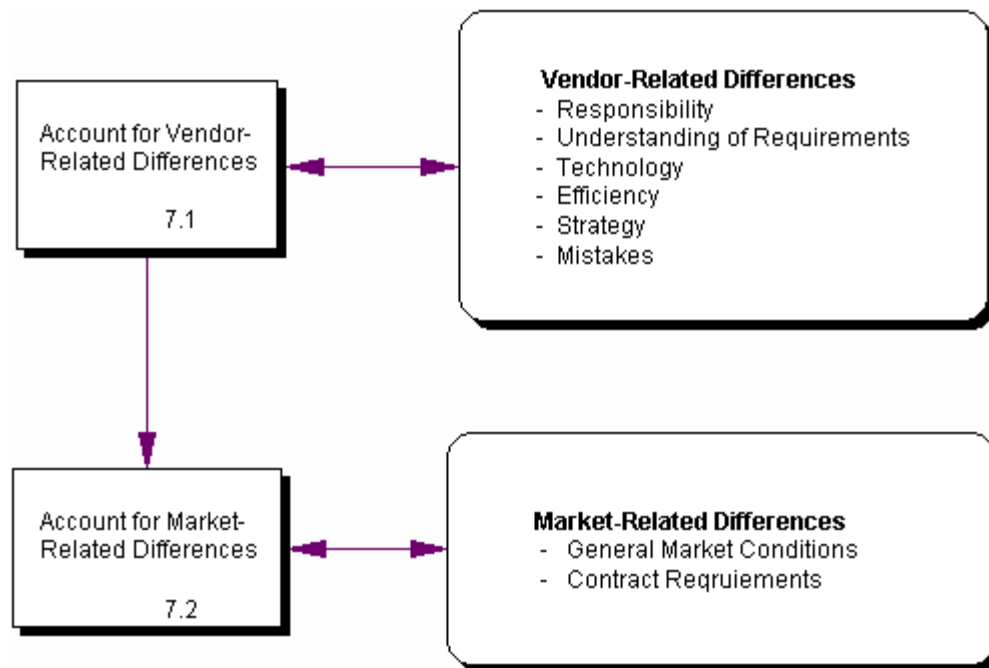 Account for Vendor-
Related Differences
7.1
Vendor-Related Differences
- Responsibility
- Understanding of Requirements
- Technology
- Efficiency
- Strategy
- Mistakes
Account for Market-
Related Differences
7.2
Market-Related Differences
- General Market Conditions
- Contract Reqruiements